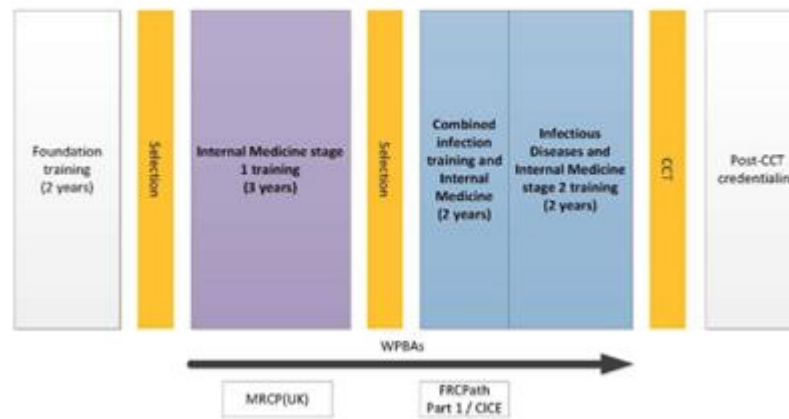 Foundation
training
(2 years)
Selection
Internal Medicine stage
1 training
(3 years)
Selection
Combined
infection
training and
Internal
Medicine
(2 years)
Infectious
Diseases and
Internal Medicine
stage 2 training
(2 years)
CCT
Post-CCT
credentialin
WPBAs
MRCP(UK)
FRCPath
Part 1 / CICE